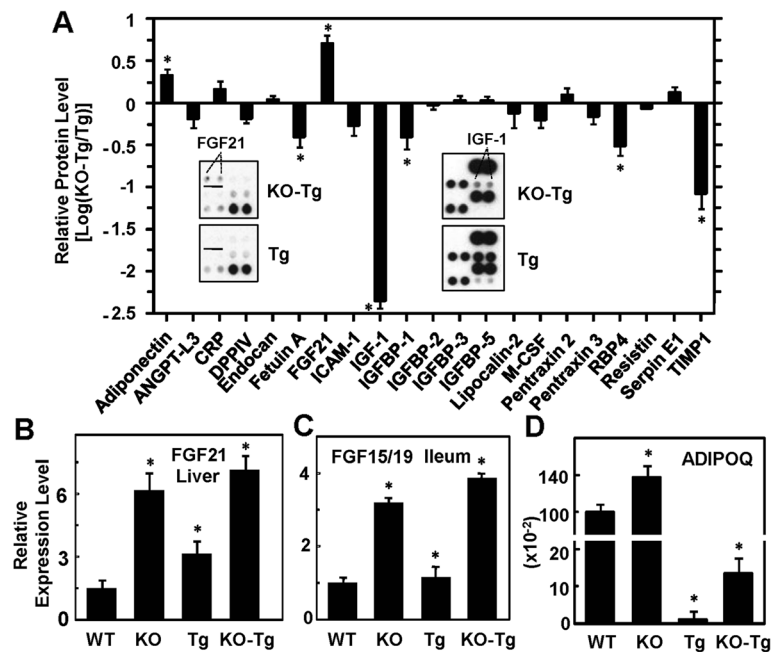 A
Relative Protein Level
[Log(KO-Tg/Tg)]
1
0.5
0
-0.5
-1
-1.5
-2
-2.5
*
*
*
*
*
*
*
FGF21
KO-Tg
Tg
IGF-1
KO-Tg
Tg
Adiponectin
ANGPT-L3
CRP
DPPIV
Endocan
Fetuin A
FGF21
ICAM-1
IGF-1
IGFBP-1
IGFBP-2
IGFBP-3
IGFBP-5
Lipocalin-2
M-CSF
Pentraxin 2
Pentraxin 3
RBP4
Resistin
Serpin E1
TIMP1
B
FGF21
Liver
Relative
Expression Level
6
3
0
*
*
*
WT KO Tg KO-Tg
C
FGF15/19 Ileum
4
2
0
*
*
*
WT KO Tg KO-Tg
D
ADIPOQ
(x10-2)
140
100
20
10
0
*
*
*
WT KO Tg KO-Tg